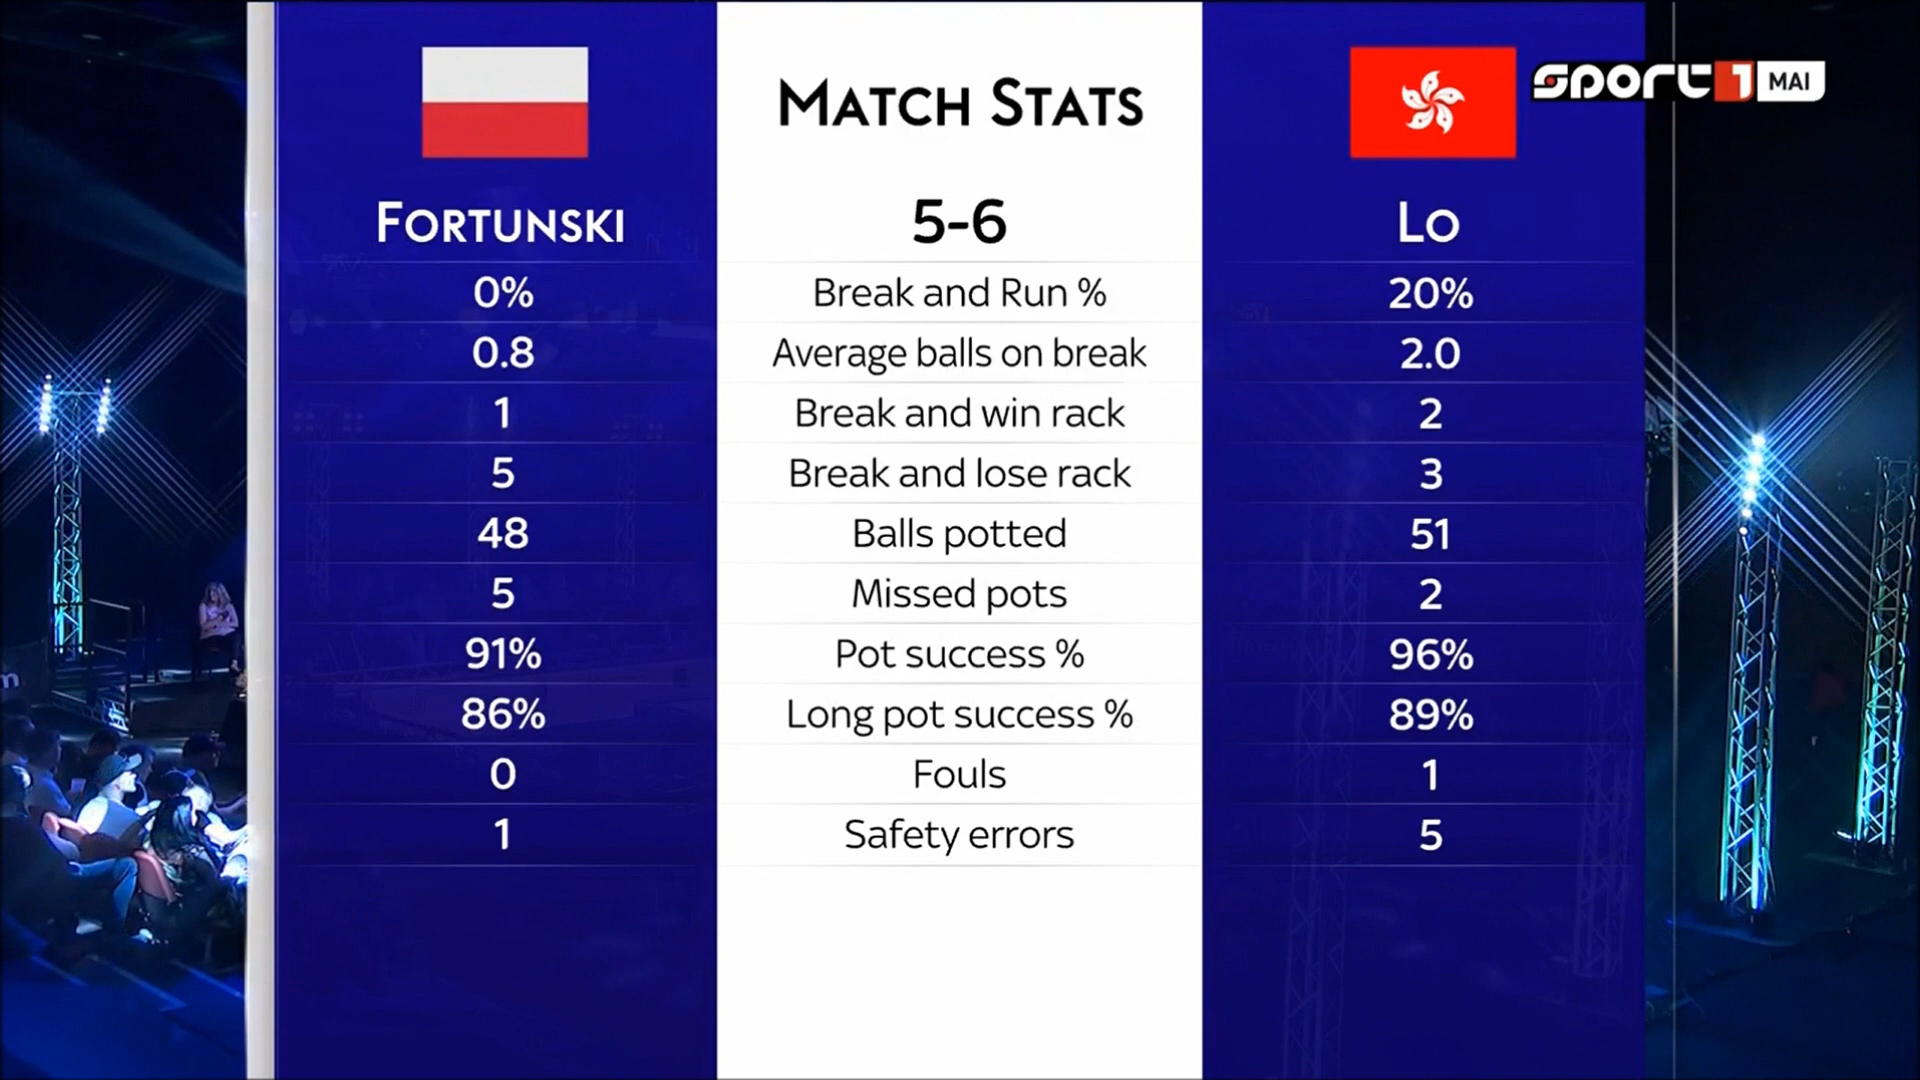 sport1 MAI
MATCH STATS
FORTUNSKI 5-6 LO
0% Break and Run % 20%
0.8 Average balls on break 2.0
1 Break and win rack 2
5 Break and lose rack 3
48 Balls potted 51
5 Missed pots 2
91% Pot success % 96%
86% Long pot success % 89%
0 Fouls 1
1 Safety errors 5
m